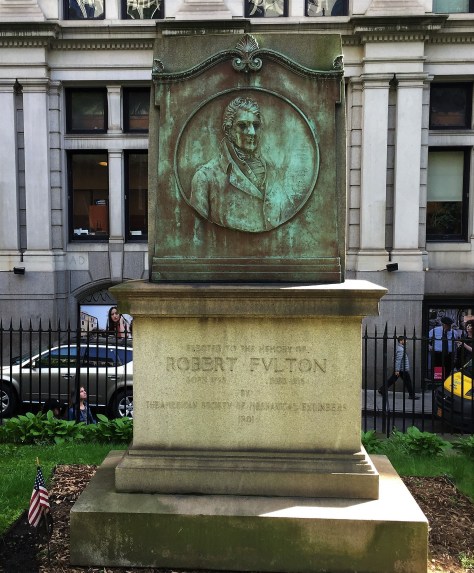 ERECTED TO THE MEMORY OF
ROBERT FVLTON
BORN 1765 DIED 1815
BY
THE AMERICAN SOCIETY OF MECHANICAL ENGINEERS
1901